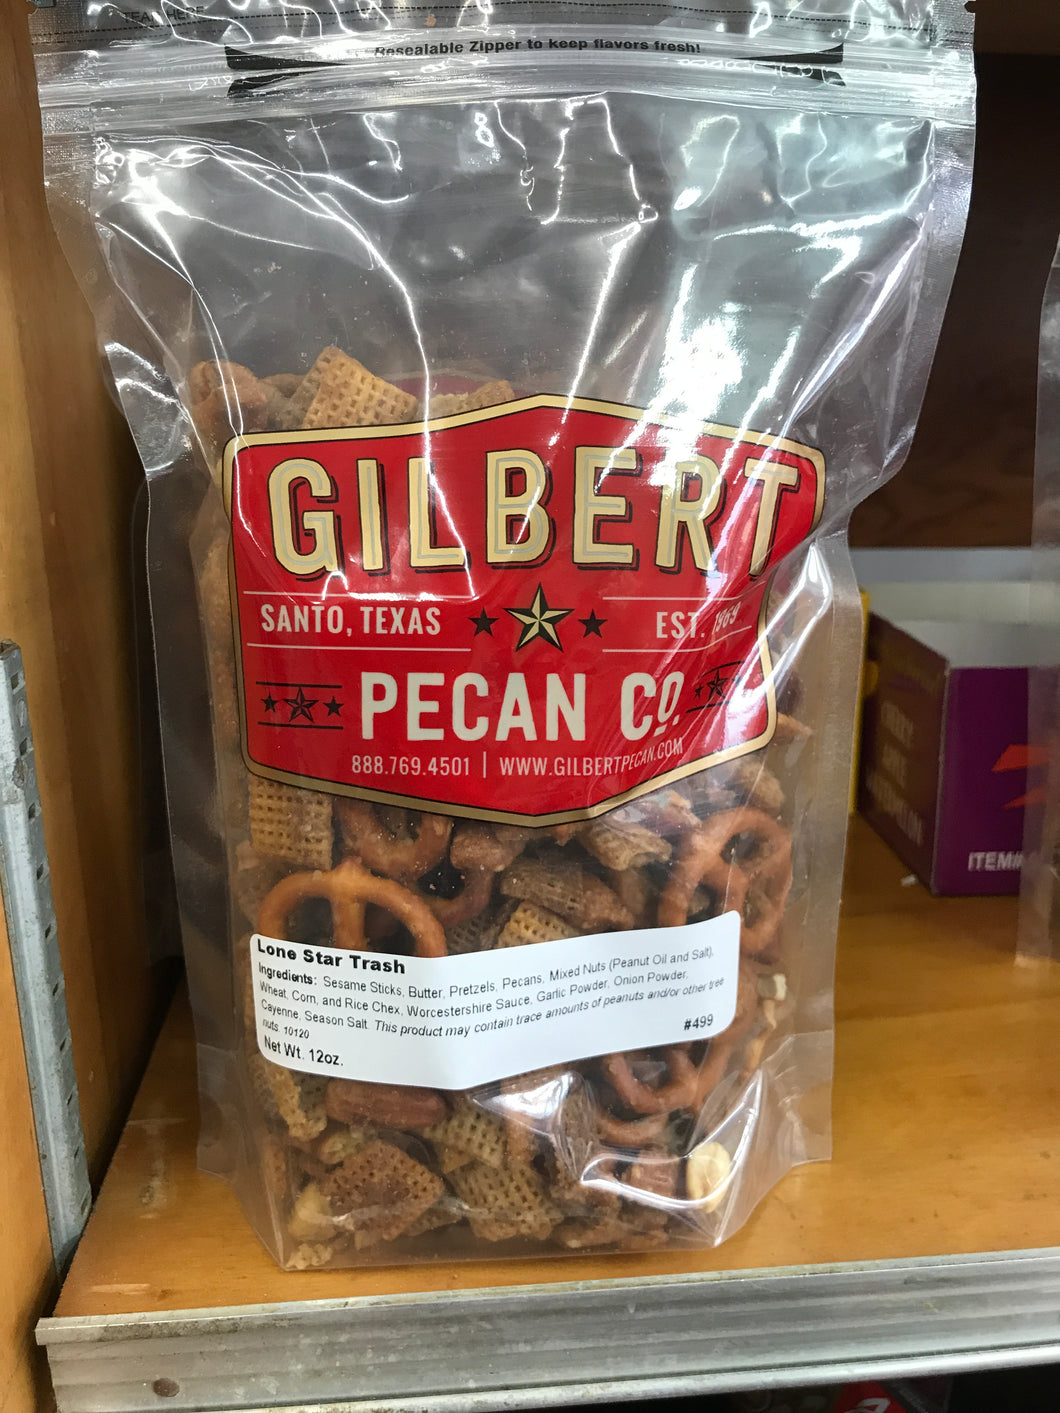 TEAR HERE
Resealable Zipper to keep flavors fresh!
GILBERT
SANTO, TEXAS
EST. 1969
PECAN CO.
888.769.4501 | WWW.GILBERTPECAN.COM
Lone Star Trash
Ingredients: Sesame Sticks, Butter, Pretzels, Pecans, Mixed Nuts (Peanut Oil and Salt),
Wheat, Corn, and Rice Chex, Worcestershire Sauce, Garlic Powder, Onion Powder,
Cayenne, Season Salt. This product may contain trace amounts of peanuts and/or other tree
nuts 10120
#499
Net Wt. 12oz.
ITEM#